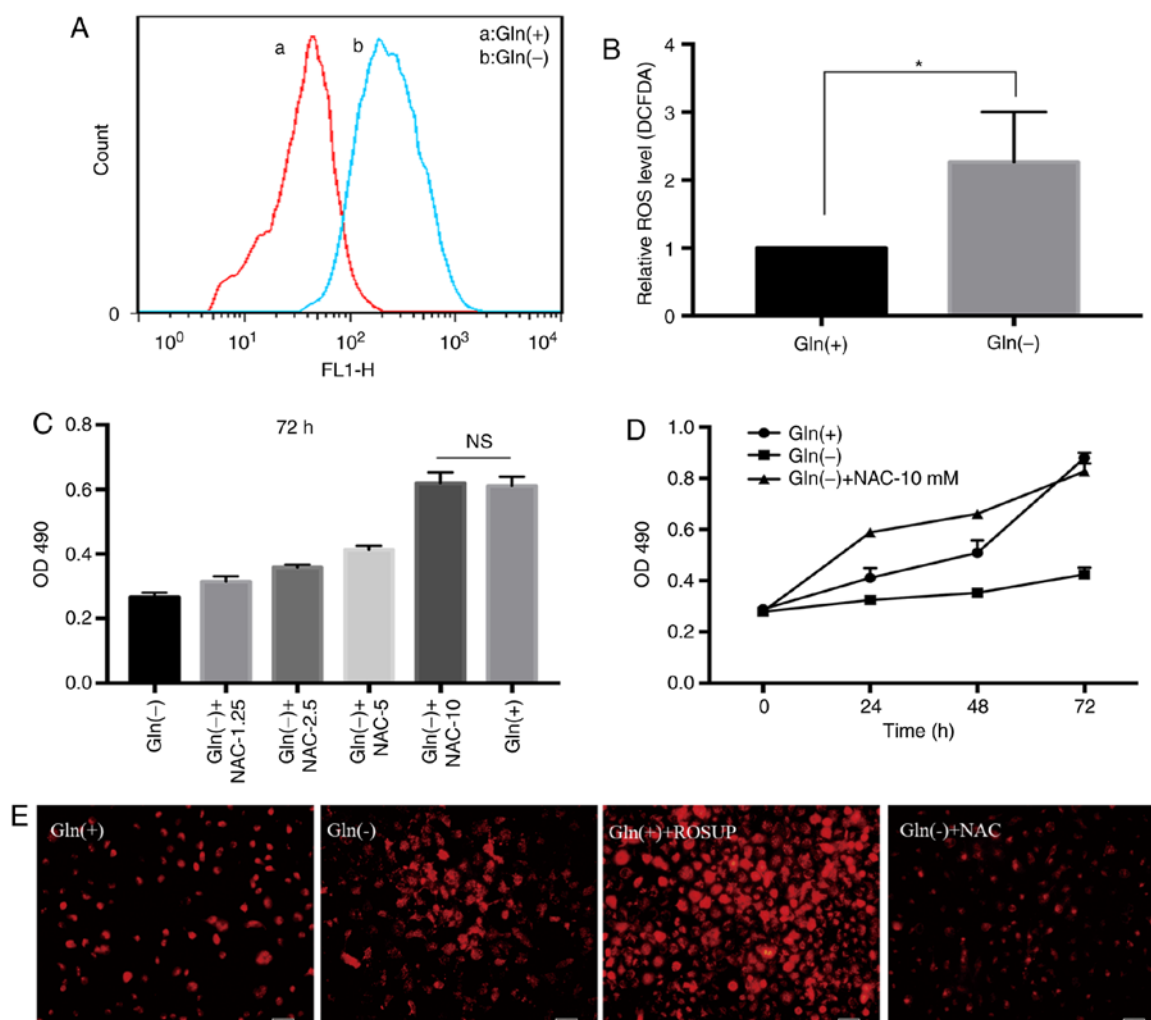 A
a
b
a:Gln(+)
b:Gln(−)
Count
0
10⁰
10¹
10²
10³
10⁴
FL1-H
B
Relative ROS level (DCFDA)
4
3
2
1
0
*
Gln(+)
Gln(−)
C
72 h
NS
OD 490
0.8
0.6
0.4
0.2
0.0
Gln(−)
Gln(−)+
NAC-1.25
Gln(−)+
NAC-2.5
Gln(−)+
NAC-5
Gln(−)+
NAC-10
Gln(+)
D
Gln(+)
Gln(−)
Gln(−)+NAC-10 mM
OD 490
1.0
0.8
0.6
0.4
0.2
0.0
0
24
48
72
Time (h)
E
Gln(+)
Gln(-)
Gln(+)+ROSUP
Gln(-)+NAC